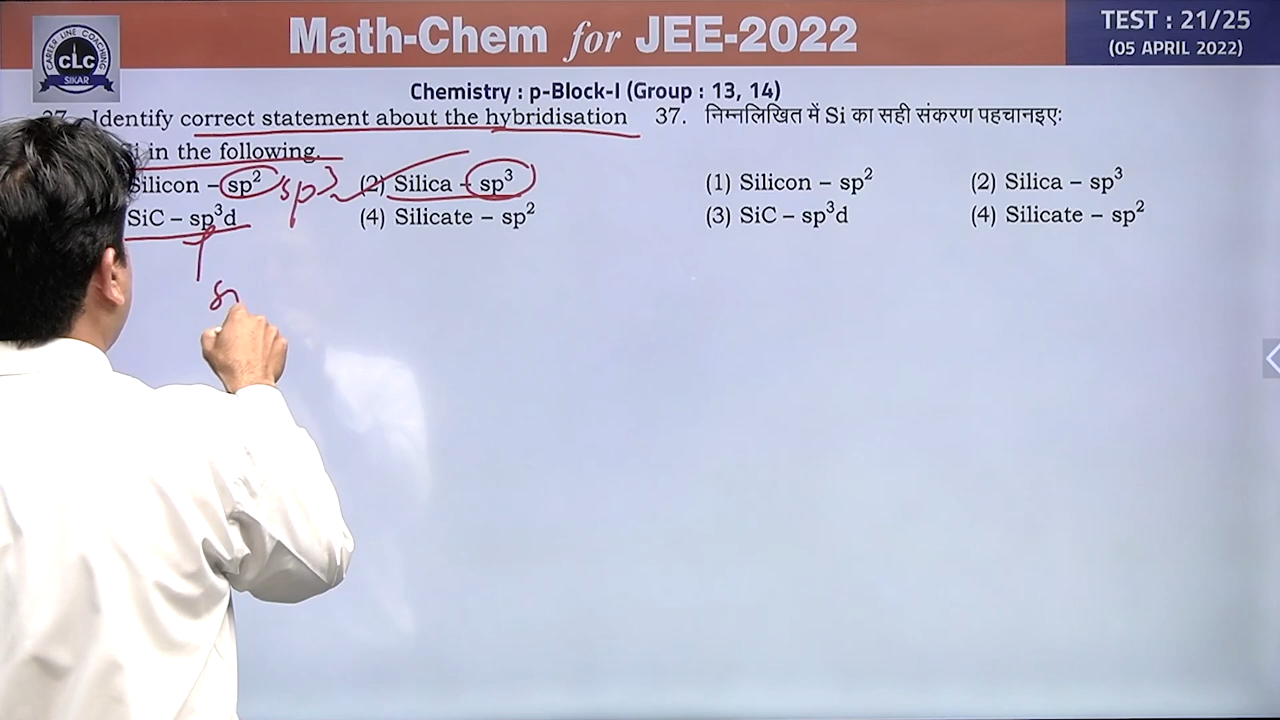 CAREER LINE COACHING
CLC
SIKAR
Math-Chem for JEE-2022
TEST : 21/25
(05 APRIL 2022)
Chemistry : p-Block-I (Group : 13, 14)
Identify correct statement about the hybridisation
in the following.
Silicon – sp² sp³ (2) Silica – sp³
SiC – sp³d (4) Silicate – sp²
37. निम्नलिखित में Si का सही संकरण पहचानइएः
(1) Silicon – sp² (2) Silica – sp³
(3) SiC – sp³d (4) Silicate – sp²